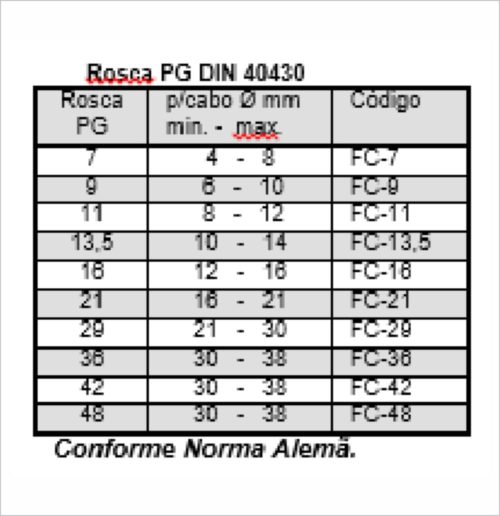 Rosca PG DIN 40430
Rosca PG p/cabo Ø mm min. - max. Código
7 4 - 8 FC-7
9 6 - 10 FC-9
11 8 - 12 FC-11
13,5 10 - 14 FC-13,5
16 12 - 16 FC-16
21 16 - 21 FC-21
29 21 - 30 FC-29
36 30 - 38 FC-36
42 30 - 38 FC-42
48 30 - 38 FC-48
Conforme Norma Alemã.